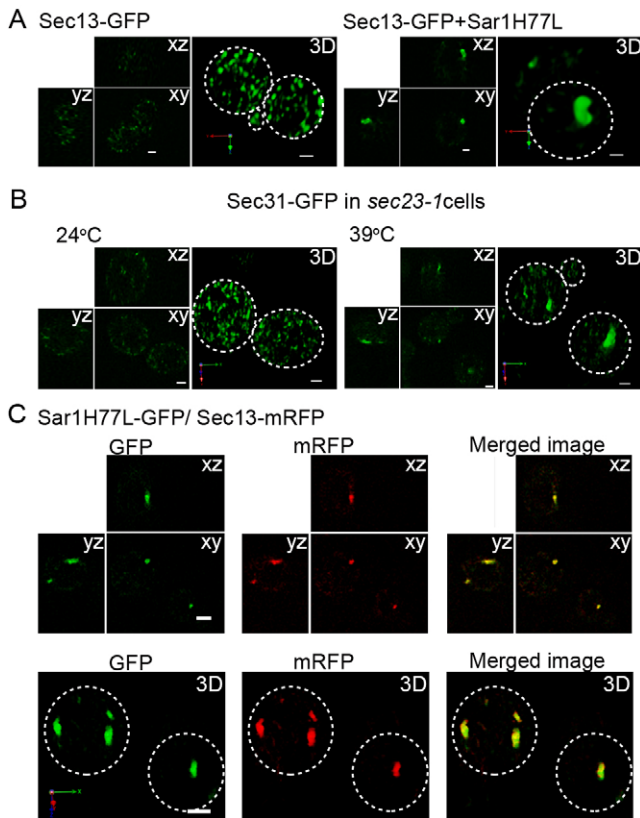 A Sec13-GFP Sec13-GFP+Sar1H77L
xz 3D xz 3D
yz xy yz xy
B Sec31-GFP in sec23-1cells
24°C 39°C
xz 3D xz 3D
yz xy yz xy
C Sar1H77L-GFP/ Sec13-mRFP
GFP mRFP Merged image
xz xz xz
yz xy yz xy yz xy
GFP mRFP Merged image
3D 3D 3D
x